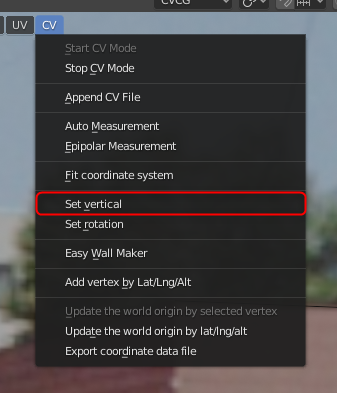 CVCG
UV CV
Start CV Mode
Stop CV Mode
Append CV File
Auto Measurement
Epipolar Measurement
Fit coordinate system
Set vertical
Set rotation
Easy Wall Maker
Add vertex by Lat/Lng/Alt
Update the world origin by selected vertex
Update the world origin by lat/lng/alt
Export coordinate data file